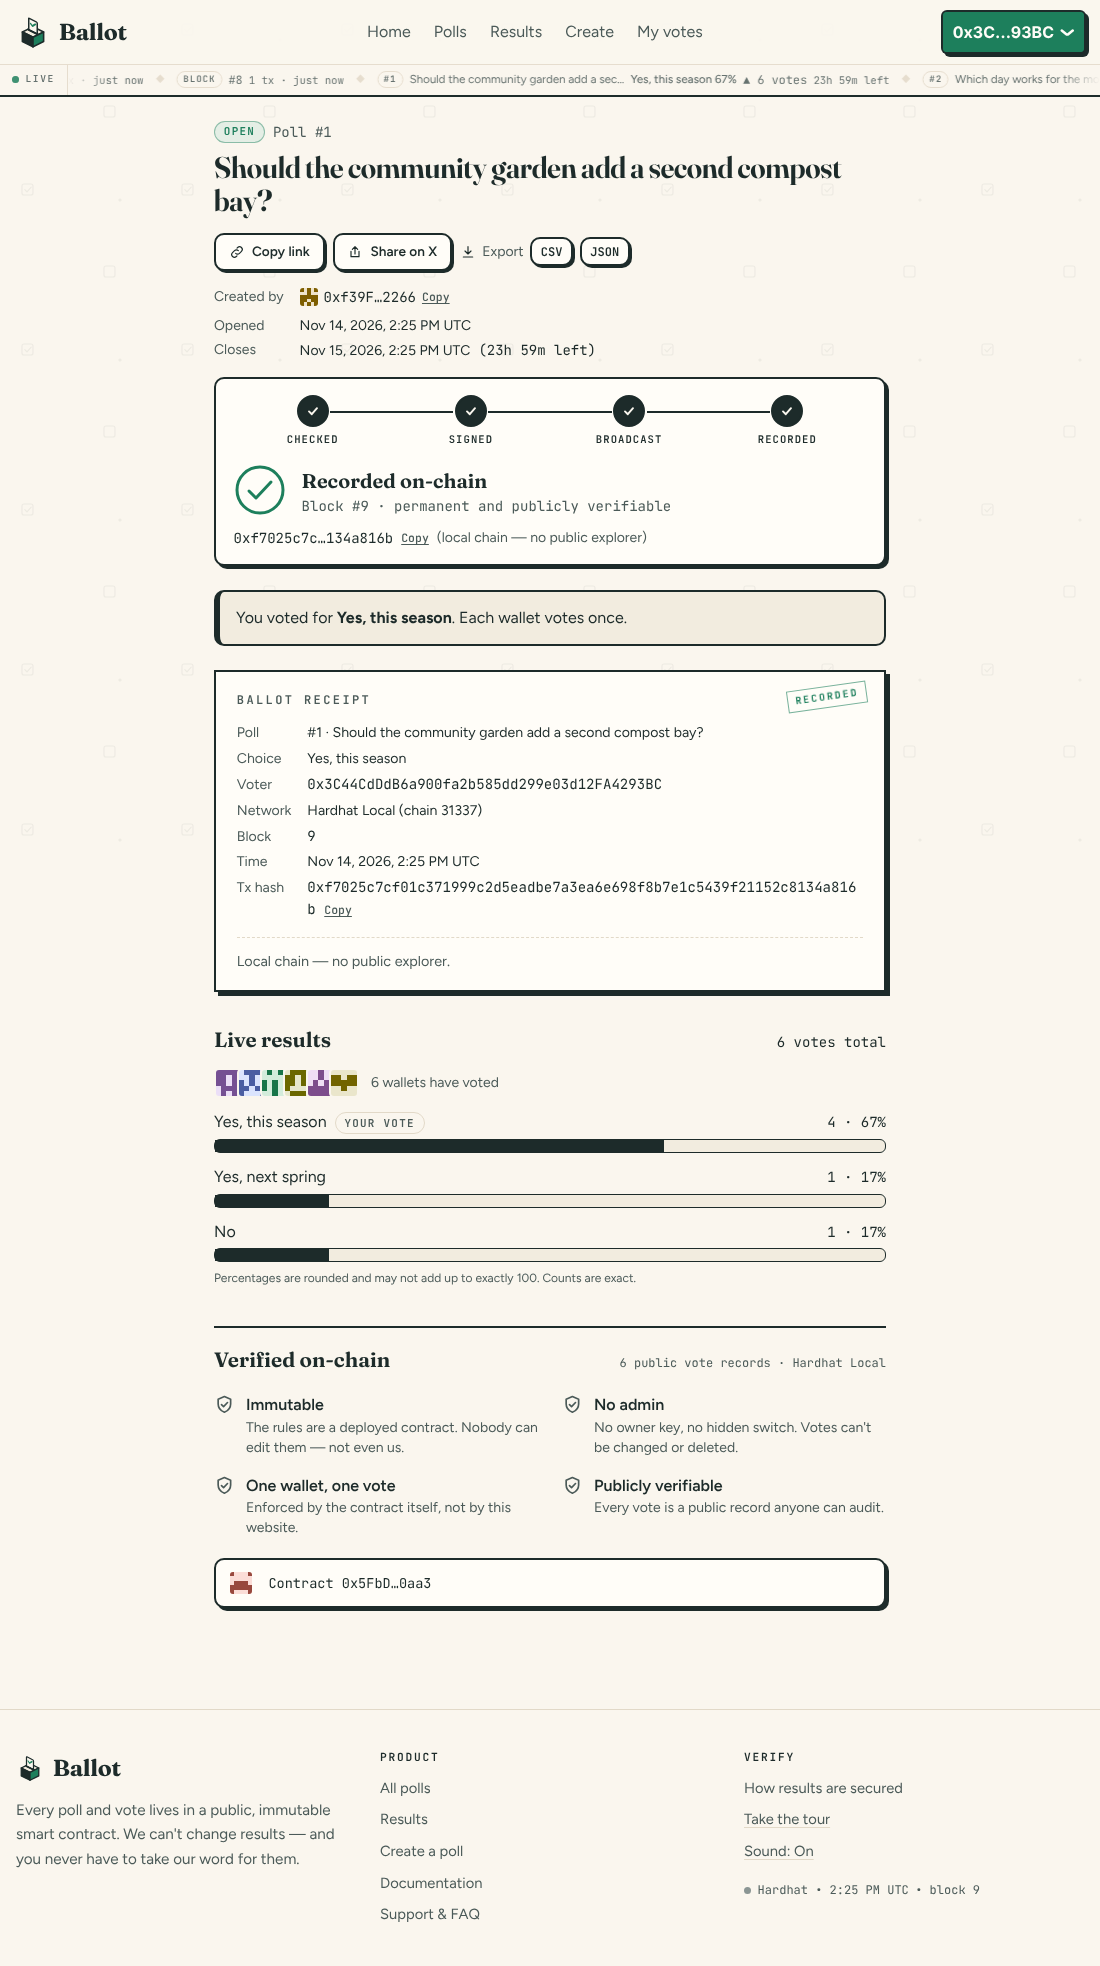 Ballot
Home Polls Results Create My votes
0x3C...93BC
LIVE · just now ◆ BLOCK #8 1 tx · just now ◆ #1 Should the community garden add a sec… Yes, this season 67% ▲ 6 votes 23h 59m left ◆ #2 Which day works for the
OPEN Poll #1
Should the community garden add a second compost
bay?
Copy link Share on X Export CSV JSON
Created by 0xf39F…2266 Copy
Opened Nov 14, 2026, 2:25 PM UTC
Closes Nov 15, 2026, 2:25 PM UTC (23h 59m left)
CHECKED SIGNED BROADCAST RECORDED
Recorded on-chain
Block #9 · permanent and publicly verifiable
0xf7025c7c…134a816b Copy (local chain — no public explorer)
You voted for Yes, this season. Each wallet votes once.
BALLOT RECEIPT
RECORDED
Poll #1 · Should the community garden add a second compost bay?
Choice Yes, this season
Voter 0x3C44CdDdB6a900fa2b585dd299e03d12FA4293BC
Network Hardhat Local (chain 31337)
Block 9
Time Nov 14, 2026, 2:25 PM UTC
Tx hash 0xf7025c7cf01c371999c2d5eadbe7a3ea6e698f8b7e1c5439f21152c8134a816
b Copy
Local chain — no public explorer.
Live results 6 votes total
6 wallets have voted
Yes, this season YOUR VOTE 4 · 67%
Yes, next spring 1 · 17%
No 1 · 17%
Percentages are rounded and may not add up to exactly 100. Counts are exact.
Verified on-chain 6 public vote records · Hardhat Local
Immutable
The rules are a deployed contract. Nobody can
edit them — not even us.
No admin
No owner key, no hidden switch. Votes can't
be changed or deleted.
One wallet, one vote
Enforced by the contract itself, not by this
website.
Publicly verifiable
Every vote is a public record anyone can audit.
Contract 0x5FbD…0aa3
Ballot
Every poll and vote lives in a public, immutable
smart contract. We can't change results — and
you never have to take our word for them.
PRODUCT
All polls
Results
Create a poll
Documentation
Support & FAQ
VERIFY
How results are secured
Take the tour
Sound: On
Hardhat • 2:25 PM UTC • block 9